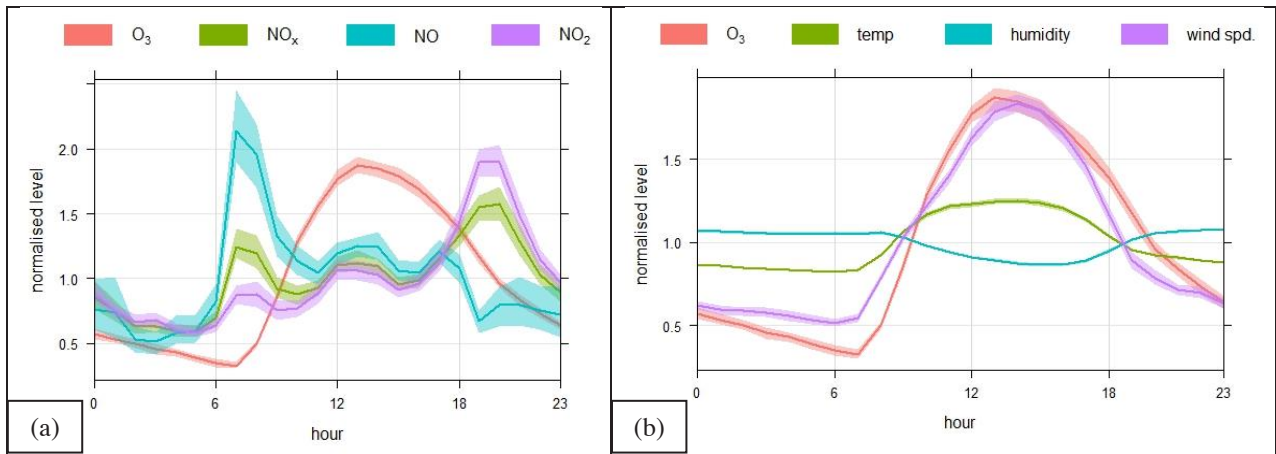 O3 NOx NO NO2
normalised level
2.0
1.5
1.0
0.5
0 6 12 18 23
hour
(a)
O3 temp humidity wind spd.
normalised level
1.5
1.0
0.5
0 6 12 18 23
hour
(b)